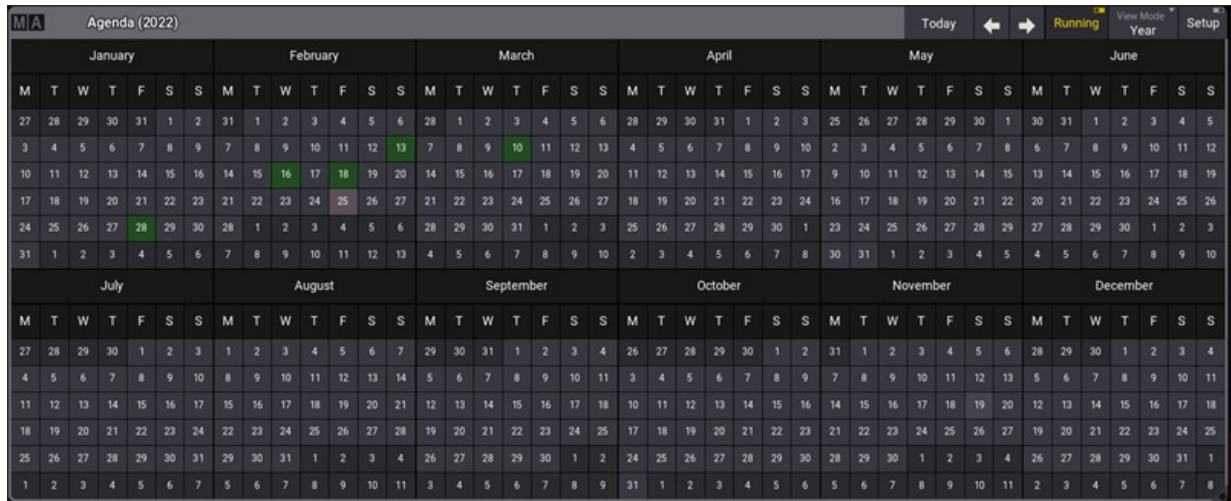 MA Agenda (2022) Today Running View Mode Setup
Year
January February March April May June
M T W T F S S M T W T F S S M T W T F S S M T W T F S S M T W T F S S M T W T F S S
27 28 29 30 31 1 2 31 1 2 3 4 5 6 28 1 2 3 4 5 6 28 29 30 31 1 2 3 25 26 27 28 29 30 1 30 31 1 2 3 4 5
3 4 5 6 7 8 9 7 8 9 10 11 12 13 7 8 9 10 11 12 13 4 5 6 7 8 9 10 2 3 4 5 6 7 8 6 7 8 9 10 11 12
10 11 12 13 14 15 16 14 15 16 17 18 19 20 14 15 16 17 18 19 20 11 12 13 14 15 16 17 9 10 11 12 13 14 15 13 14 15 16 17 18 19
17 18 19 20 21 22 23 21 22 23 24 25 26 27 21 22 23 24 25 26 27 18 19 20 21 22 23 24 16 17 18 19 20 21 22 20 21 22 23 24 25 26
24 25 26 27 28 29 30 28 1 2 3 4 5 6 28 29 30 31 1 2 3 25 26 27 28 29 30 1 23 24 25 26 27 28 29 27 28 29 30 1 2 3
31 1 2 3 4 5 6 7 8 9 10 11 12 13 4 5 6 7 8 9 10 2 3 4 5 6 7 8 30 31 1 2 3 4 5 4 5 6 7 8 9 10
July August September October November December
M T W T F S S M T W T F S S M T W T F S S M T W T F S S M T W T F S S M T W T F S S
27 28 29 30 1 2 3 1 2 3 4 5 6 7 29 30 31 1 2 3 4 26 27 28 29 30 1 2 31 1 2 3 4 5 6 28 29 30 1 2 3 4
4 5 6 7 8 9 10 8 9 10 11 12 13 14 5 6 7 8 9 10 11 3 4 5 6 7 8 9 7 8 9 10 11 12 13 5 6 7 8 9 10 11
11 12 13 14 15 16 17 15 16 17 18 19 20 21 12 13 14 15 16 17 18 10 11 12 13 14 15 16 14 15 16 17 18 19 20 12 13 14 15 16 17 18
18 19 20 21 22 23 24 22 23 24 25 26 27 28 19 20 21 22 23 24 25 17 18 19 20 21 22 23 21 22 23 24 25 26 27 19 20 21 22 23 24 25
25 26 27 28 29 30 31 29 30 31 1 2 3 4 26 27 28 29 30 1 2 24 25 26 27 28 29 30 28 29 30 1 2 3 4 26 27 28 29 30 31 1
1 2 3 4 5 6 7 5 6 7 8 9 10 11 3 4 5 6 7 8 9 31 1 2 3 4 5 6 5 6 7 8 9 10 11 2 3 4 5 6 7 8